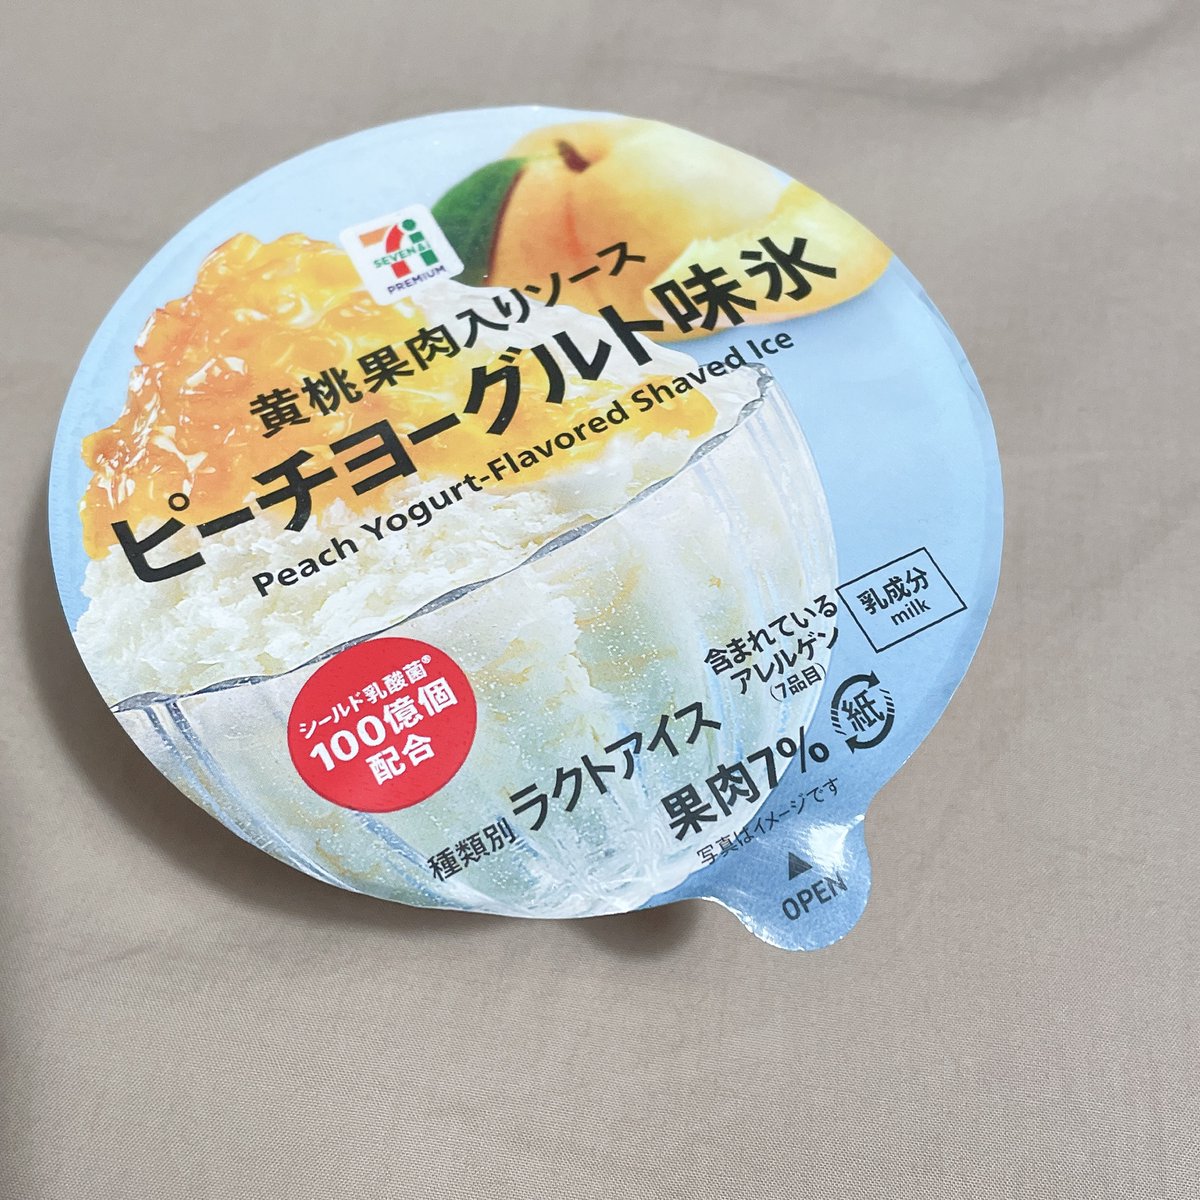 SEVEN&i
PREMIUM
黄桃果肉入りソース
ピーチヨーグルト味氷
Peach Yogurt-Flavored Shaved Ice
シールド乳酸菌®
100億個
配合
含まれている
アレルゲン
(7品目)
乳成分
milk
種類別 ラクトアイス
果肉7%
紙
写真はイメージです
▲
OPEN